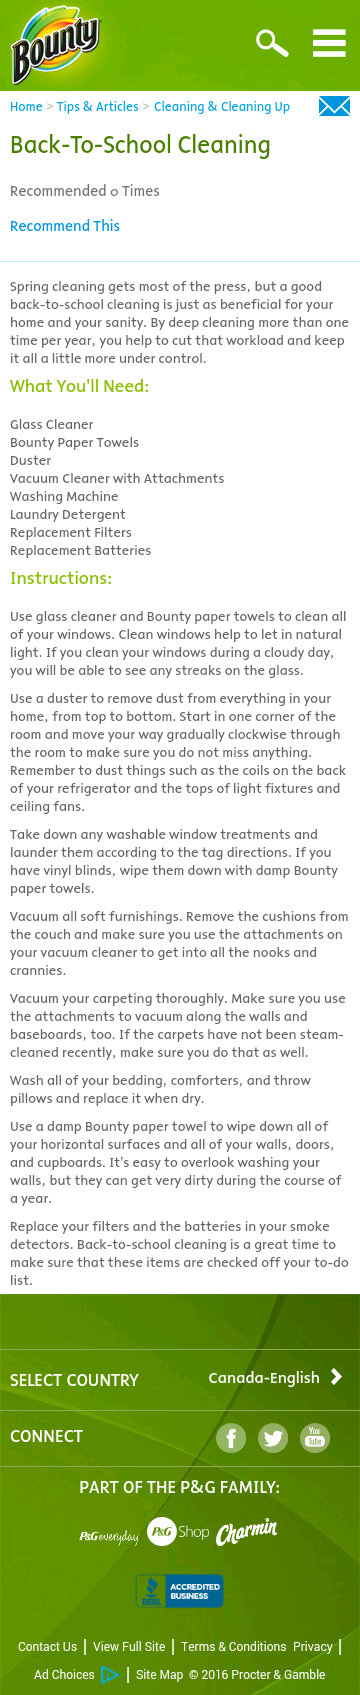 Bounty
Home > Tips & Articles > Cleaning & Cleaning Up
Back-To-School Cleaning
Recommended 0 Times
Recommend This
Spring cleaning gets most of the press, but a good
back-to-school cleaning is just as beneficial for your
home and your sanity. By deep cleaning more than one
time per year, you help to cut that workload and keep
it all a little more under control.
What You'll Need:
Glass Cleaner
Bounty Paper Towels
Duster
Vacuum Cleaner with Attachments
Washing Machine
Laundry Detergent
Replacement Filters
Replacement Batteries
Instructions:
Use glass cleaner and Bounty paper towels to clean all
of your windows. Clean windows help to let in natural
light. If you clean your windows during a cloudy day,
you will be able to see any streaks on the glass.
Use a duster to remove dust from everything in your
home, from top to bottom. Start in one corner of the
room and move your way gradually clockwise through
the room to make sure you do not miss anything.
Remember to dust things such as the coils on the back
of your refrigerator and the tops of light fixtures and
ceiling fans.
Take down any washable window treatments and
launder them according to the tag directions. If you
have vinyl blinds, wipe them down with damp Bounty
paper towels.
Vacuum all soft furnishings. Remove the cushions from
the couch and make sure you use the attachments on
your vacuum cleaner to get into all the nooks and
crannies.
Vacuum your carpeting thoroughly. Make sure you use
the attachments to vacuum along the walls and
baseboards, too. If the carpets have not been steam-
cleaned recently, make sure you do that as well.
Wash all of your bedding, comforters, and throw
pillows and replace it when dry.
Use a damp Bounty paper towel to wipe down all of
your horizontal surfaces and all of your walls, doors,
and cupboards. It's easy to overlook washing your
walls, but they can get very dirty during the course of
a year.
Replace your filters and the batteries in your smoke
detectors. Back-to-school cleaning is a great time to
make sure that these items are checked off your to-do
list.
SELECT COUNTRY Canada-English
CONNECT f You Tube
PART OF THE P&G FAMILY:
P&G everyday P&G Shop Charmin
BBB ACCREDITED BUSINESS
Contact Us | View Full Site | Terms & Conditions Privacy |
Ad Choices | Site Map © 2016 Procter & Gamble